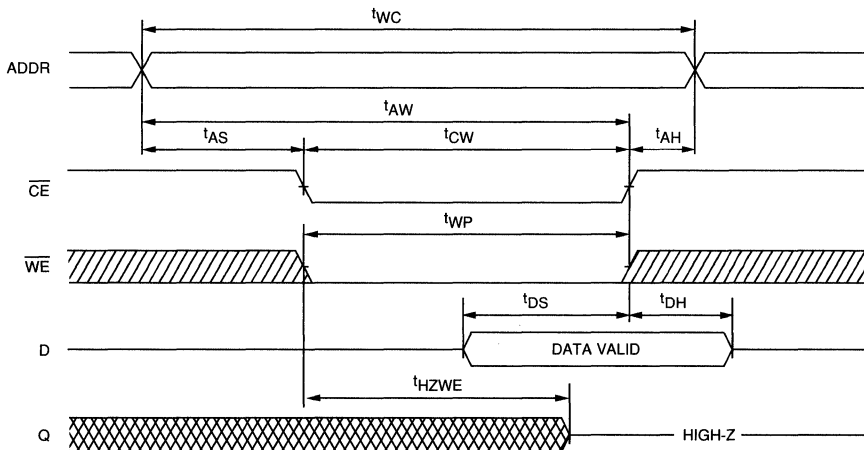 tWC
ADDR
tAW
tAS tCW tAH
CE
tWP
WE
tDS tDH
D DATA VALID
tHZWE
Q HIGH-Z